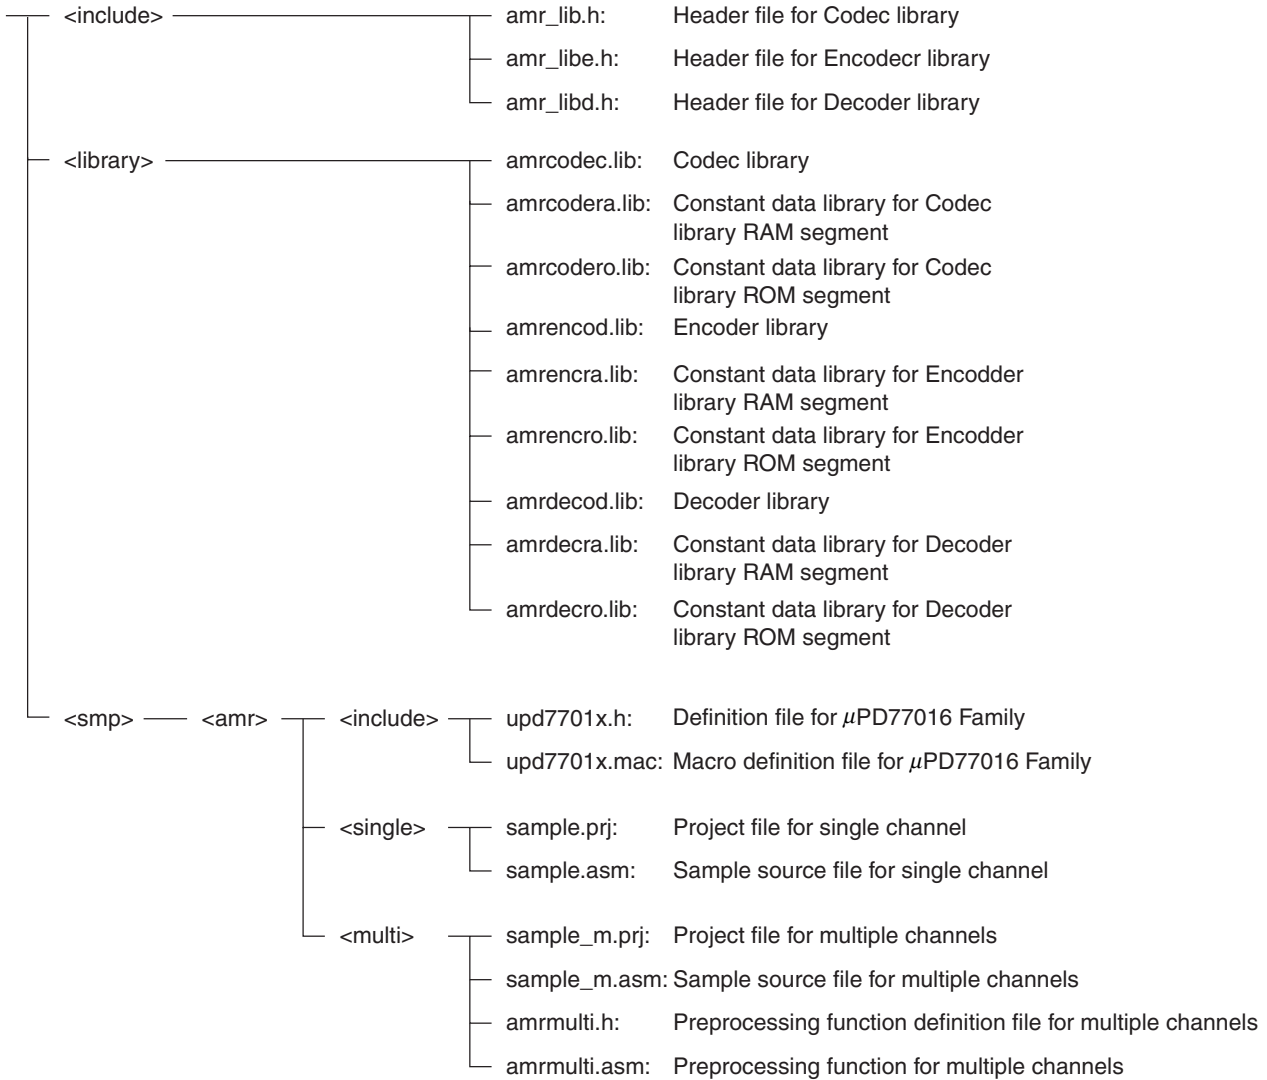 <include>
amr_lib.h: Header file for Codec library
amr_libe.h: Header file for Encodecr library
amr_libd.h: Header file for Decoder library
<library>
amrcodec.lib: Codec library
amrcodera.lib: Constant data library for Codec
library RAM segment
amrcodero.lib: Constant data library for Codec
library ROM segment
amrencod.lib: Encoder library
amrencra.lib: Constant data library for Encodder
library RAM segment
amrencro.lib: Constant data library for Encodder
library ROM segment
amrdecod.lib: Decoder library
amrdecra.lib: Constant data library for Decoder
library RAM segment
amrdecro.lib: Constant data library for Decoder
library ROM segment
<smp> <amr> <include>
upd7701x.h: Definition file for μPD77016 Family
upd7701x.mac: Macro definition file for μPD77016 Family
<single>
sample.prj: Project file for single channel
sample.asm: Sample source file for single channel
<multi>
sample_m.prj: Project file for multiple channels
sample_m.asm: Sample source file for multiple channels
amrmulti.h: Preprocessing function definition file for multiple channels
amrmulti.asm: Preprocessing function for multiple channels